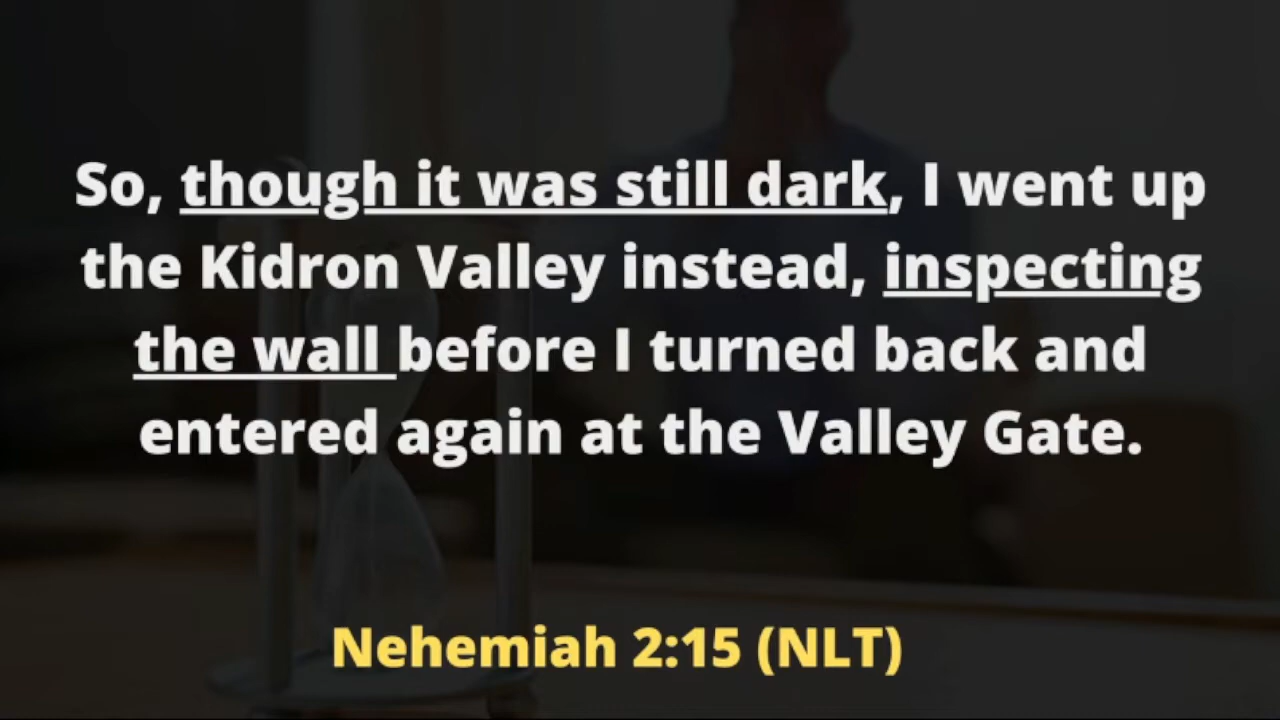 So, though it was still dark, I went up
the Kidron Valley instead, inspecting
the wall before I turned back and
entered again at the Valley Gate.
Nehemiah 2:15 (NLT)